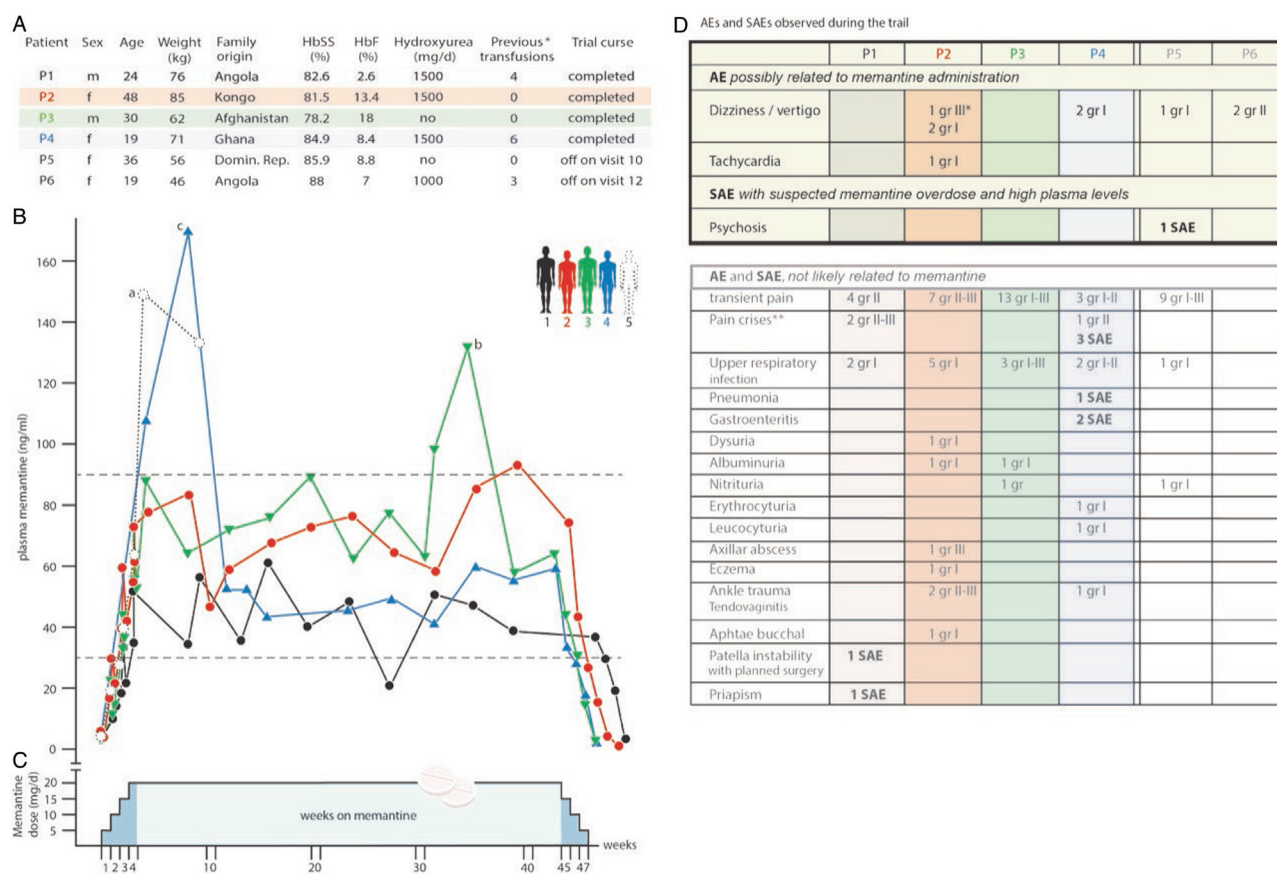 A
Patient Sex Age Weight (kg) Family origin HbSS (%) HbF (%) Hydroxyurea (mg/d) Previous* transfusions Trial curse
P1 m 24 76 Angola 82.6 2.6 1500 4 completed
P2 f 48 85 Kongo 81.5 13.4 1500 0 completed
P3 m 30 62 Afghanistan 78.2 18 no 0 completed
P4 f 19 71 Ghana 84.9 8.4 1500 6 completed
P5 f 36 56 Domin. Rep. 85.9 8.8 no 0 off on visit 10
P6 f 19 46 Angola 88 7 1000 3 off on visit 12
B
plasma memantine (ng/ml)
160
140
120
100
80
60
40
20
0
a
c
b
1 2 3 4 5
C
Memantine
dose (mg/d)
20
15
10
5
weeks on memantine
weeks
1 2 3 4 10 20 30 40 45 47
D
AEs and SAEs observed during the trail
P1 P2 P3 P4 P5 P6
AE possibly related to memantine administration
Dizziness / vertigo 1 gr III* 2 gr I 2 gr I 1 gr I 2 gr II
Tachycardia 1 gr I
SAE with suspected memantine overdose and high plasma levels
Psychosis 1 SAE
AE and SAE, not likely related to memantine
transient pain 4 gr II 7 gr II-III 13 gr I-III 3 gr I-II 9 gr I-III
Pain crises** 2 gr II-III 1 gr II 3 SAE
Upper respiratory infection 2 gr I 5 gr I 3 gr I-III 2 gr I-II 1 gr I
Pneumonia 1 SAE
Gastroenteritis 2 SAE
Dysuria 1 gr I
Albuminuria 1 gr I 1 gr I
Nitrituria 1 gr 1 gr I
Erythrocyturia 1 gr I
Leucocyturia 1 gr I
Axillar abscess 1 gr III
Eczema 1 gr I
Ankle trauma Tendovaginitis 2 gr II-III 1 gr I
Aphtae bucchal 1 gr I
Patella instability with planned surgery 1 SAE
Priapism 1 SAE